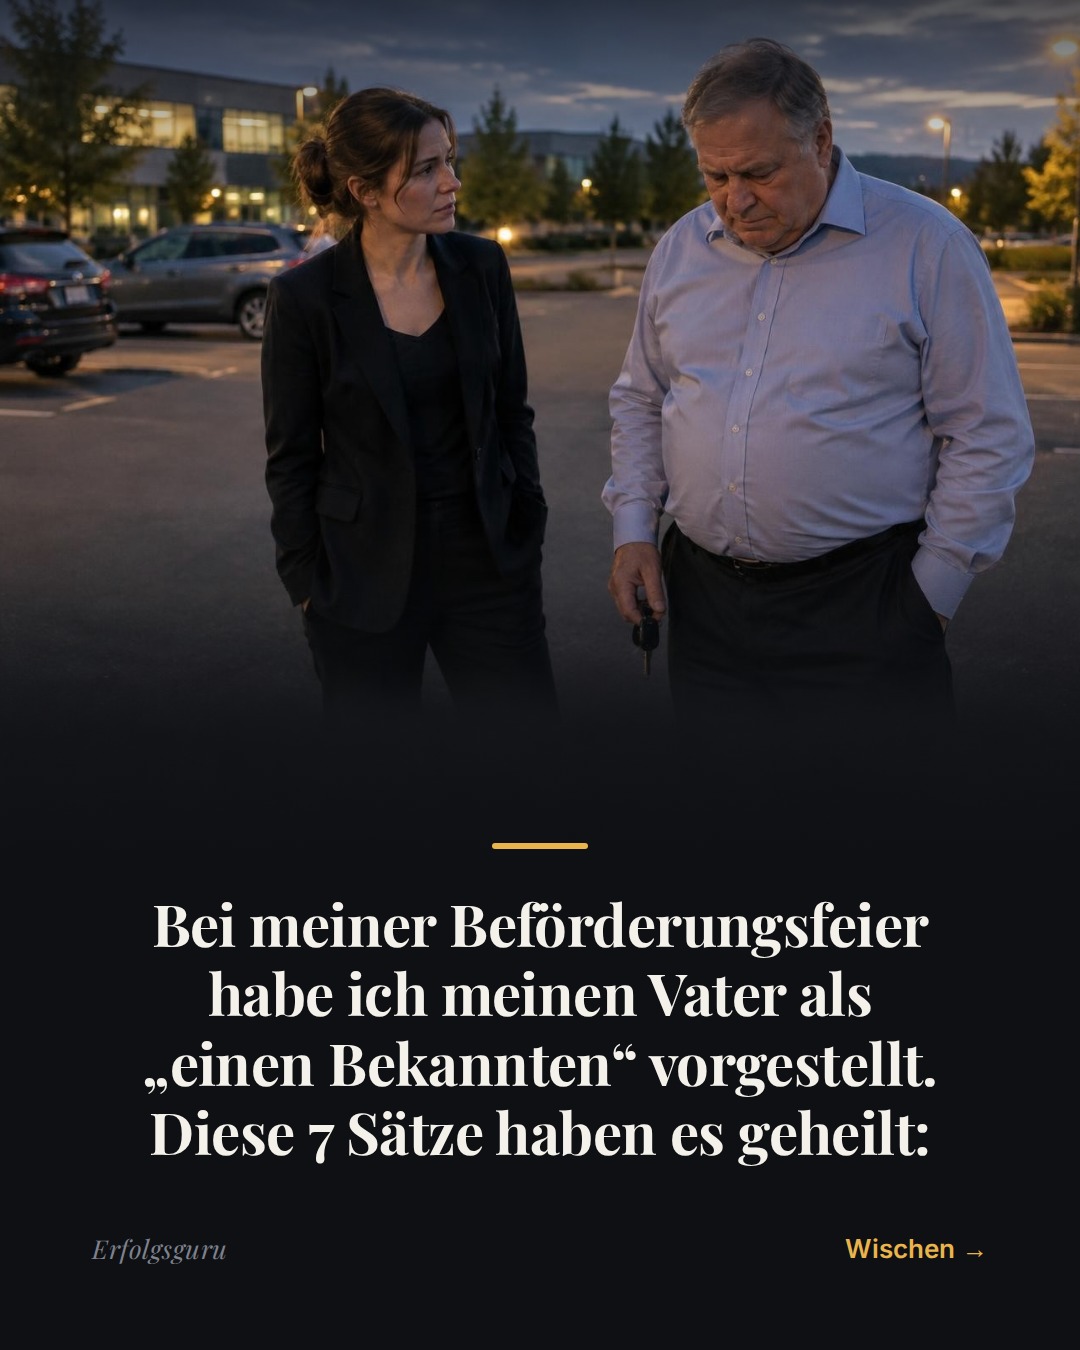 Bei meiner Beförderungsfeier
habe ich meinen Vater als
„einen Bekannten“ vorgestellt.
Diese 7 Sätze haben es geheilt:
Erfolgsguru
Wischen →